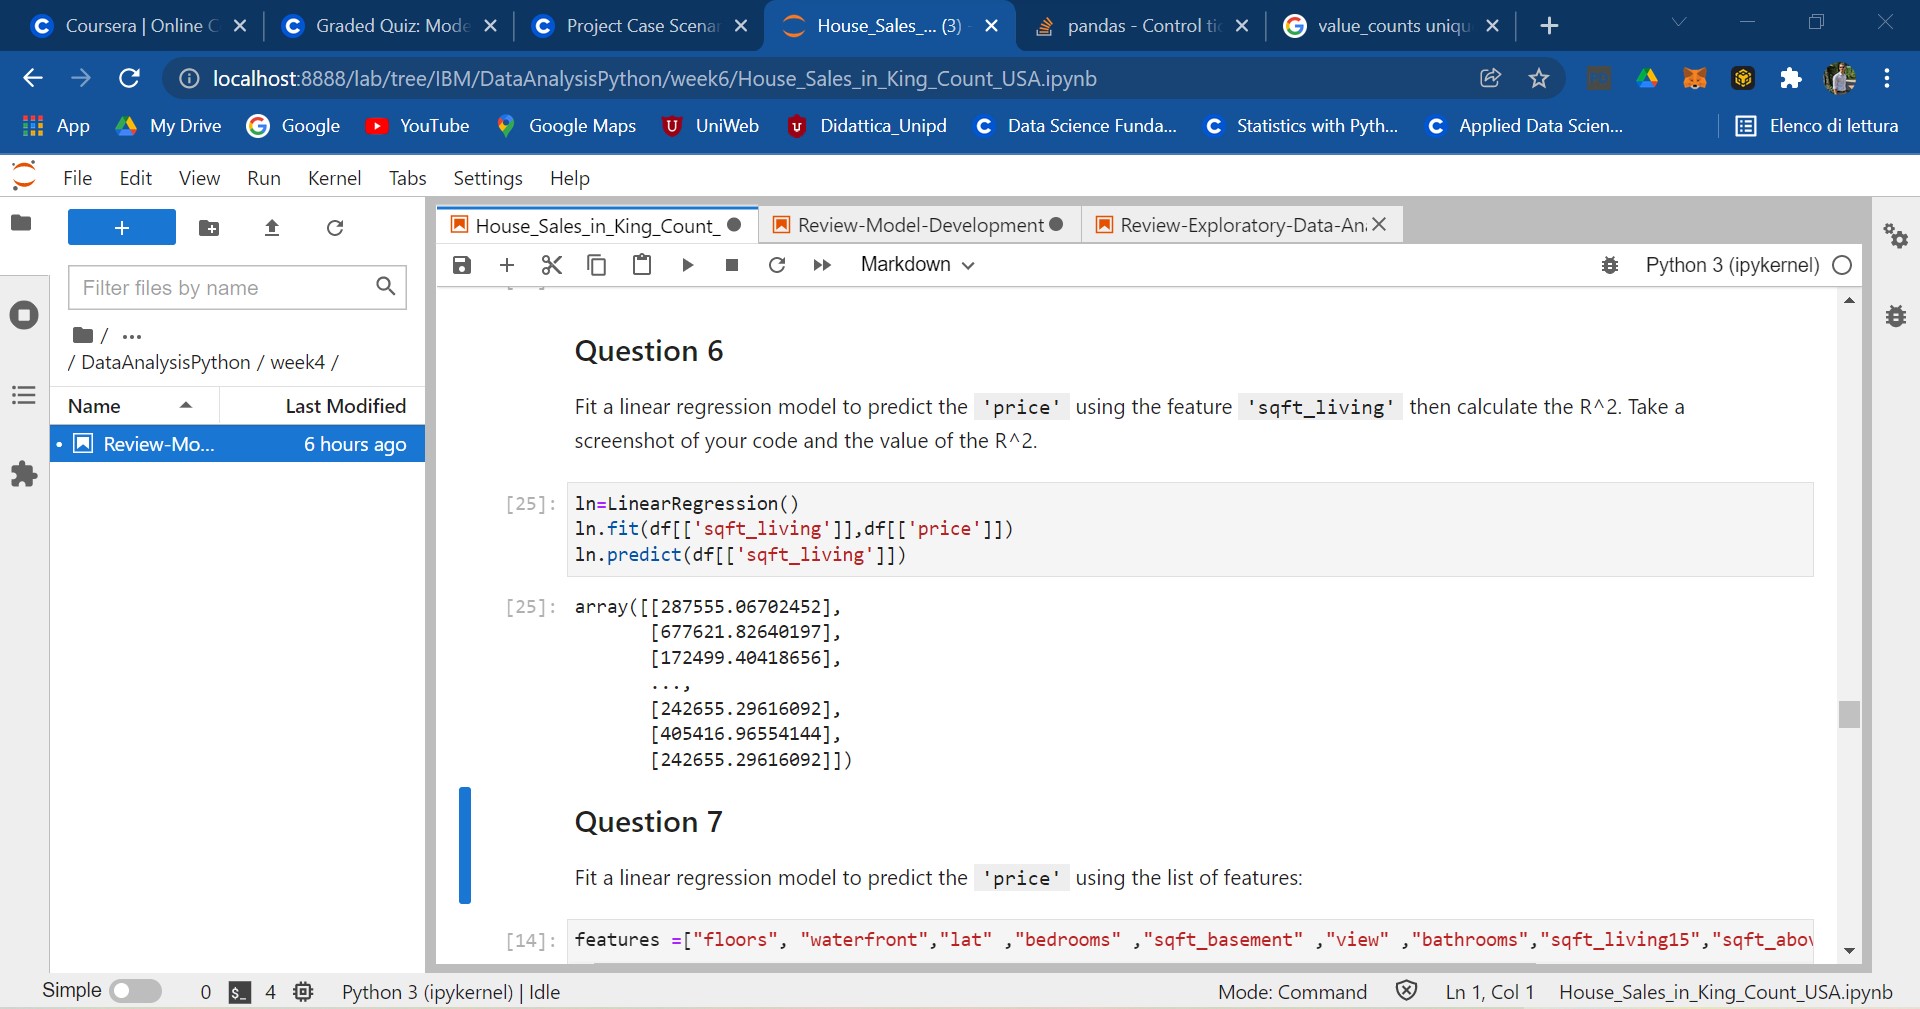 Coursera | Online C
Graded Quiz: Mode
Project Case Scenar
House_Sales_... (3)
pandas - Control tic
value_counts uniqu
localhost:8888/lab/tree/IBM/DataAnalysisPython/week6/House_Sales_in_King_Count_USA.ipynb
App
My Drive
Google
YouTube
Google Maps
UniWeb
Didattica_Unipd
Data Science Funda...
Statistics with Pyth...
Applied Data Scien...
Elenco di lettura
File Edit View Run Kernel Tabs Settings Help
Filter files by name
/ ...
/ DataAnalysisPython / week4 /
Name Last Modified
Review-Mo... 6 hours ago
House_Sales_in_King_Count_
Review-Model-Development
Review-Exploratory-Data-An
Markdown
Python 3 (ipykernel)
Question 6
Fit a linear regression model to predict the 'price' using the feature 'sqft_living' then calculate the R^2. Take a
screenshot of your code and the value of the R^2.
[25]: ln=LinearRegression()
ln.fit(df[['sqft_living']],df[['price']])
ln.predict(df[['sqft_living']])
[25]: array([[287555.06702452],
[677621.82640197],
[172499.40418656],
...,
[242655.29616092],
[405416.96554144],
[242655.29616092]])
Question 7
Fit a linear regression model to predict the 'price' using the list of features:
[14]: features =["floors", "waterfront","lat" ,"bedrooms" ,"sqft_basement" ,"view" ,"bathrooms","sqft_living15","sqft_abov
Simple 0 $_ 4 Python 3 (ipykernel) | Idle
Mode: Command Ln 1, Col 1 House_Sales_in_King_Count_USA.ipynb